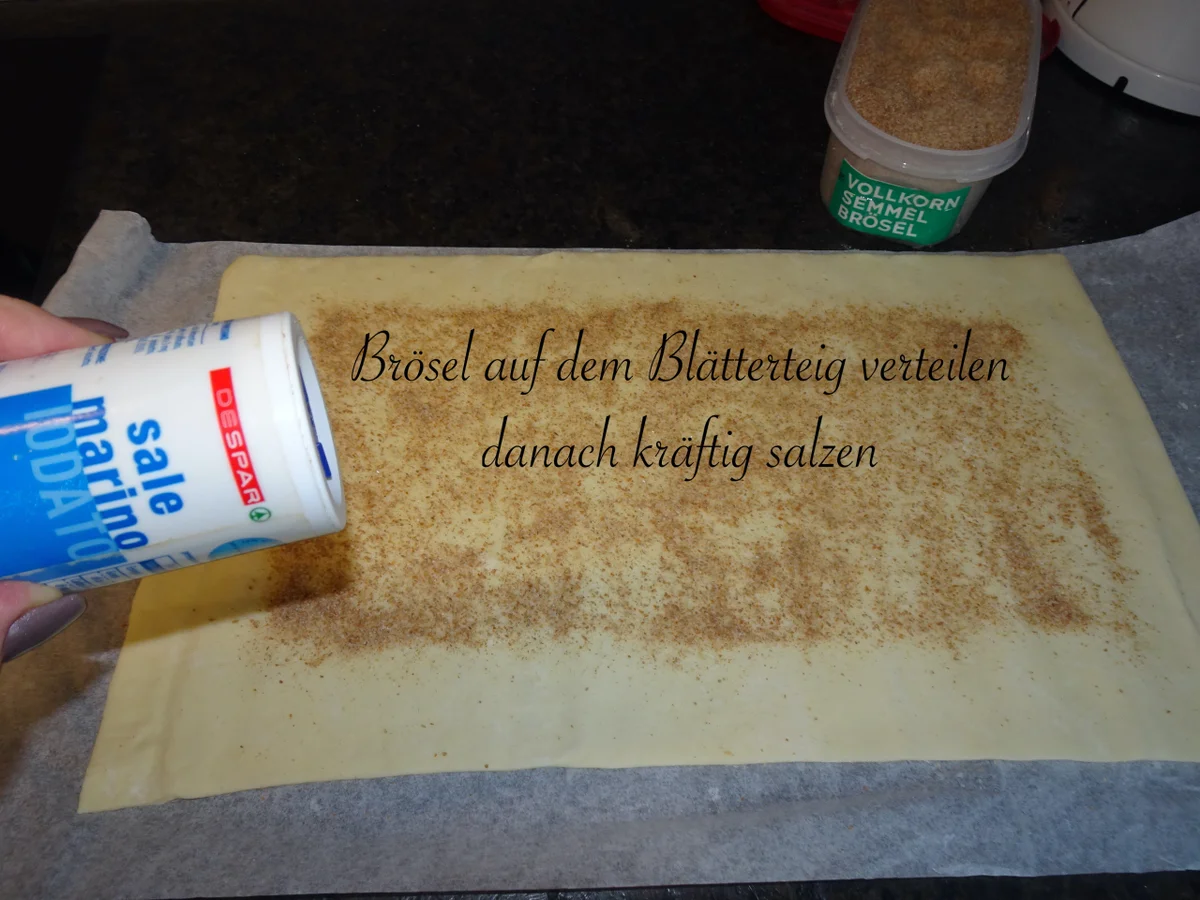 VOLLKORN
SEMMEL
BRÖSEL
Brösel auf dem Blätterteig verteilen
danach kräftig salzen
DESPAR
sale
marino
IODATO